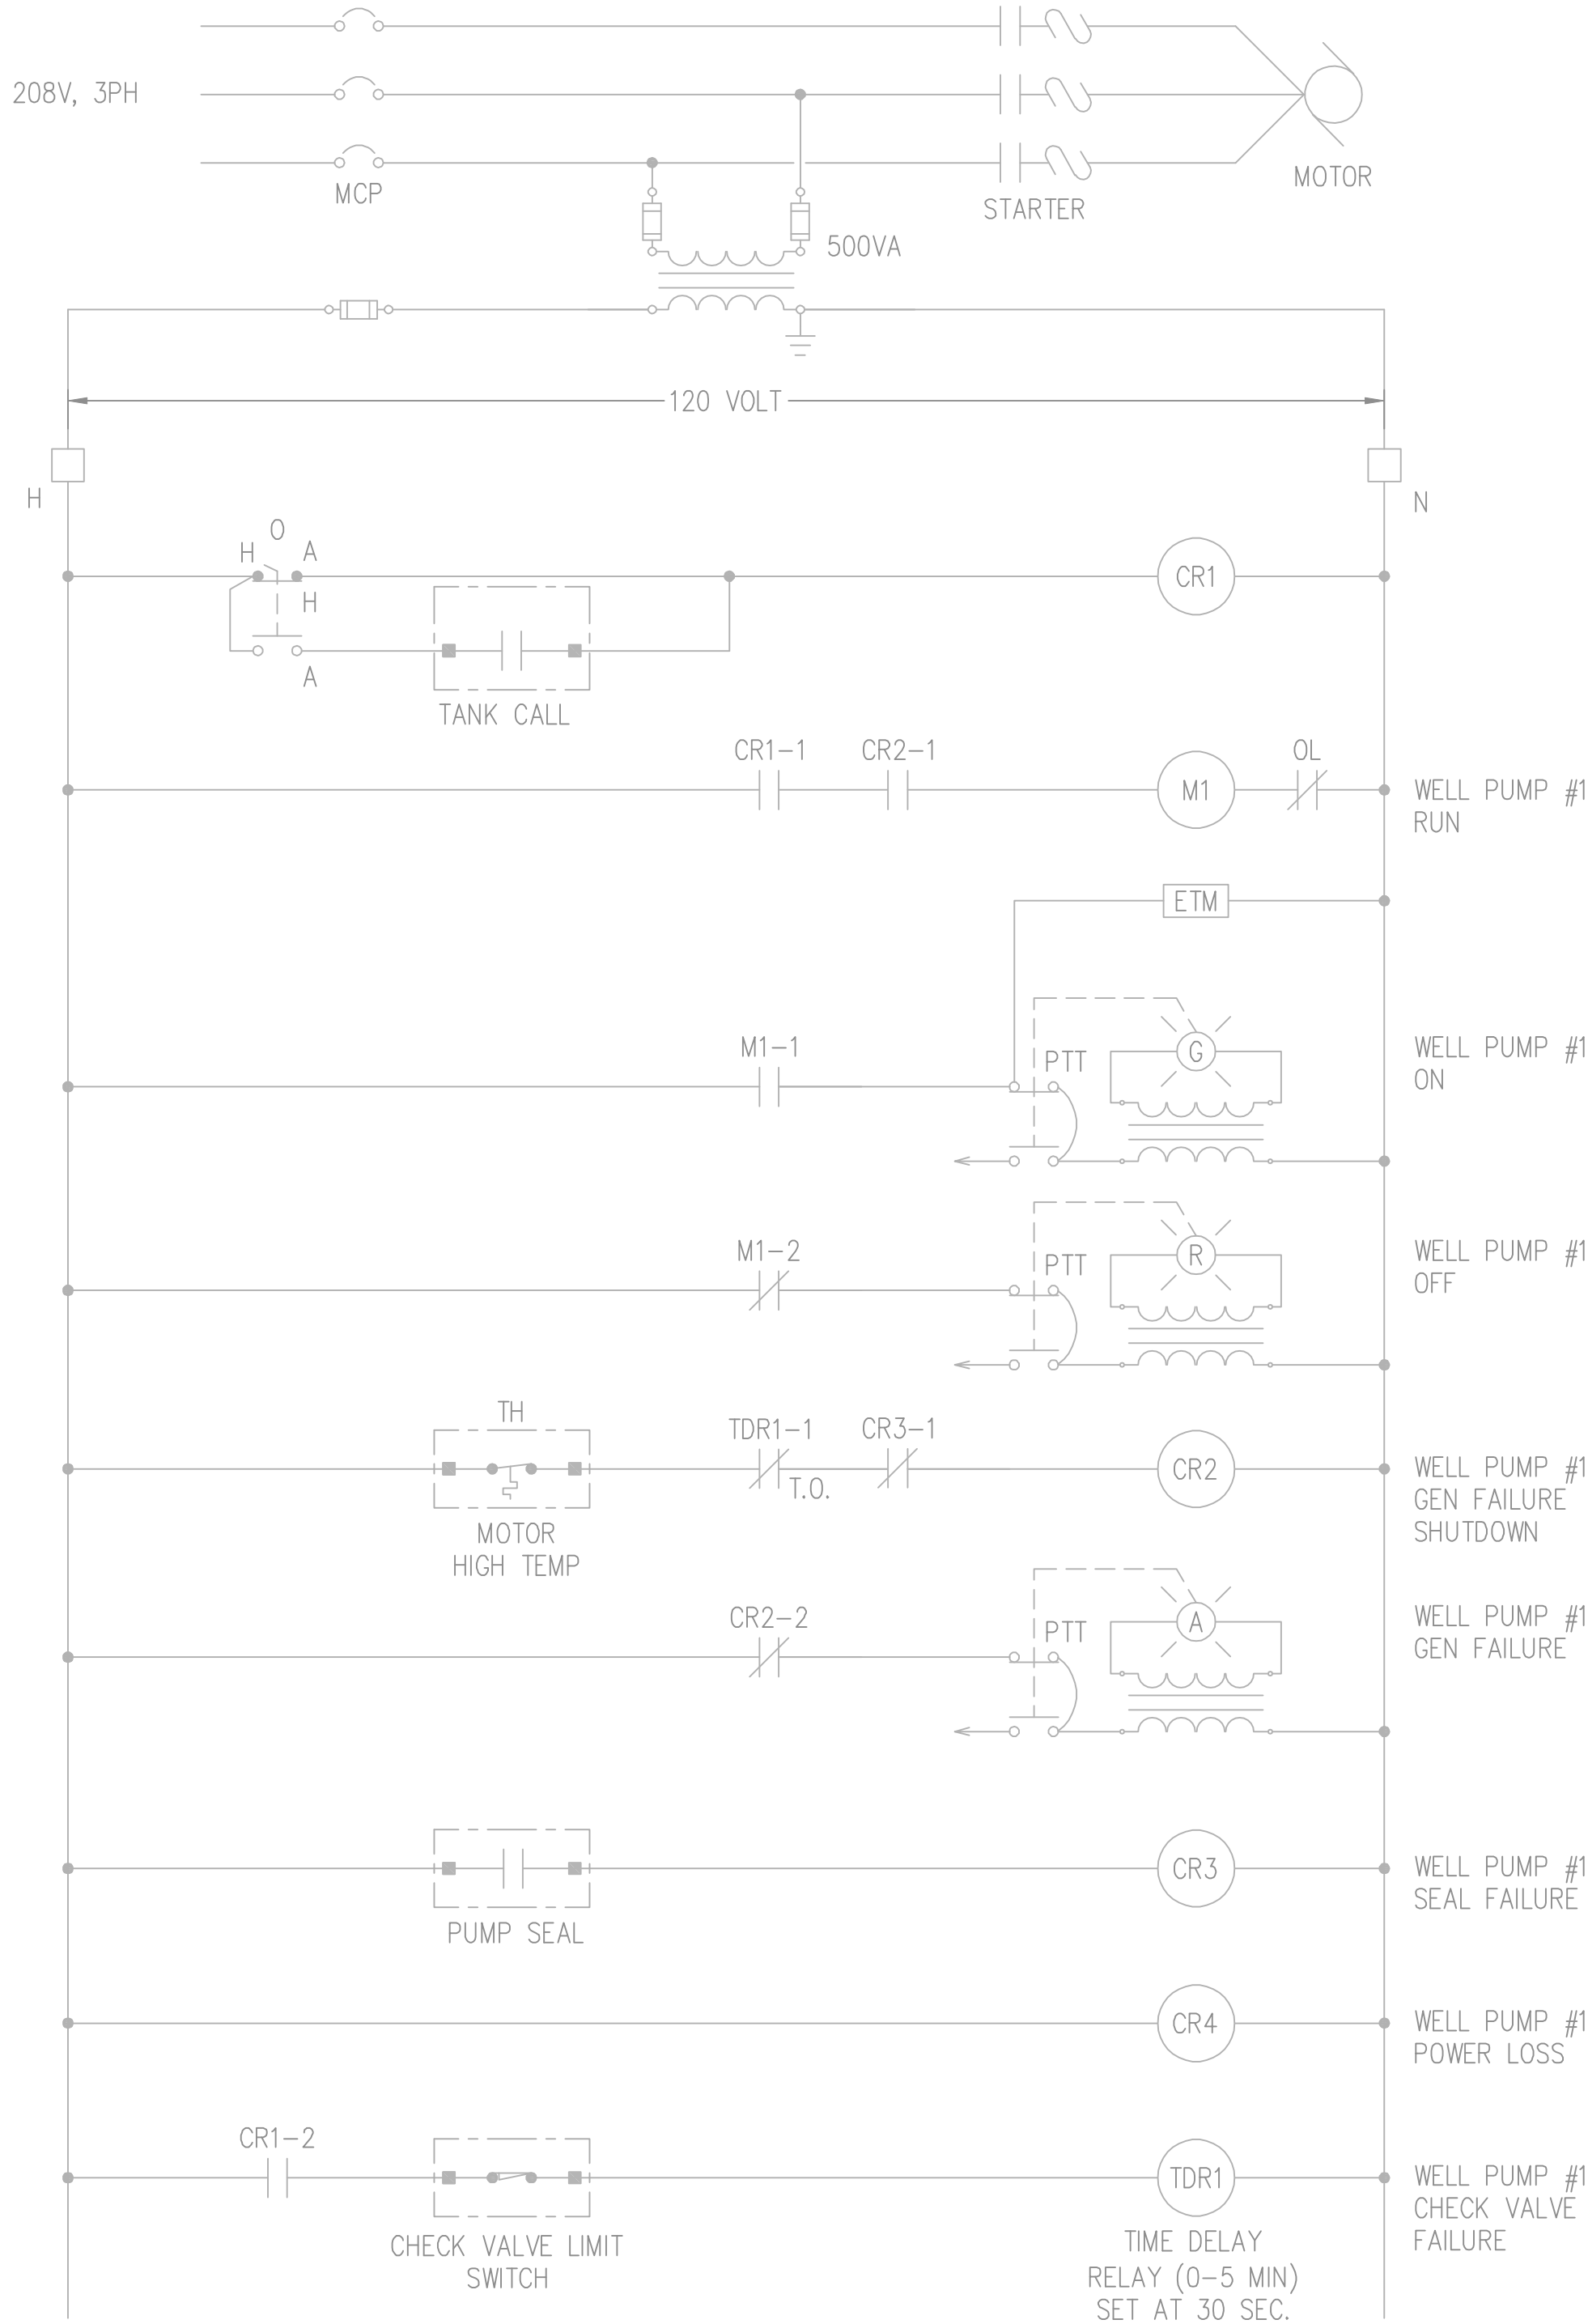 208V, 3PH
MCP
STARTER
MOTOR
500VA
120 VOLT
H
N
H O A
H
A
CR1
TANK CALL
CR1-1
CR2-1
M1
OL
WELL PUMP #1
RUN
ETM
M1-1
PTT
G
WELL PUMP #1
ON
M1-2
PTT
R
WELL PUMP #1
OFF
TH
MOTOR
HIGH TEMP
TDR1-1
T.O.
CR3-1
CR2
WELL PUMP #1
GEN FAILURE
SHUTDOWN
CR2-2
PTT
A
WELL PUMP #1
GEN FAILURE
PUMP SEAL
CR3
WELL PUMP #1
SEAL FAILURE
CR4
WELL PUMP #1
POWER LOSS
CR1-2
CHECK VALVE LIMIT
SWITCH
TDR1
TIME DELAY
RELAY (0-5 MIN)
SET AT 30 SEC.
WELL PUMP #1
CHECK VALVE
FAILURE